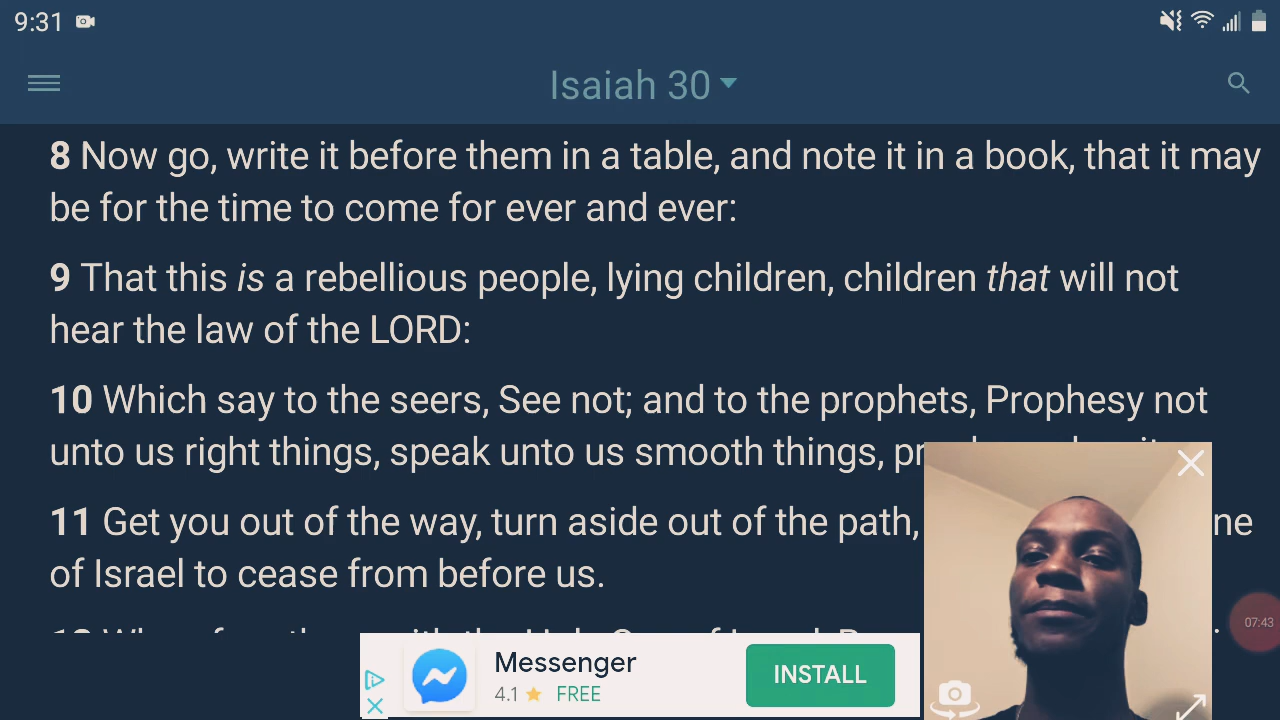 9:31
Isaiah 30
8 Now go, write it before them in a table, and note it in a book, that it may
be for the time to come for ever and ever:
9 That this is a rebellious people, lying children, children that will not
hear the law of the LORD:
10 Which say to the seers, See not; and to the prophets, Prophesy not
unto us right things, speak unto us smooth things,
11 Get you out of the way, turn aside out of the path,
of Israel to cease from before us.
07:43
Messenger
4.1 FREE
INSTALL